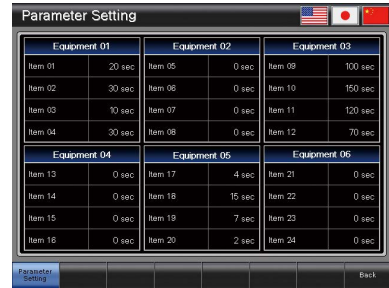 Parameter Setting
Equipment 01 Equipment 02 Equipment 03
Item 01 20 sec Item 05 0 sec Item 09 100 sec
Item 02 30 sec Item 06 0 sec Item 10 150 sec
Item 03 10 sec Item 07 0 sec Item 11 120 sec
Item 04 30 sec Item 08 0 sec Item 12 70 sec
Equipment 04 Equipment 05 Equipment 06
Item 13 0 sec Item 17 4 sec Item 21 0 sec
Item 14 0 sec Item 18 15 sec Item 22 0 sec
Item 15 0 sec Item 19 7 sec Item 23 0 sec
Item 16 0 sec Item 20 2 sec Item 24 0 sec
Parameter
Setting
Back